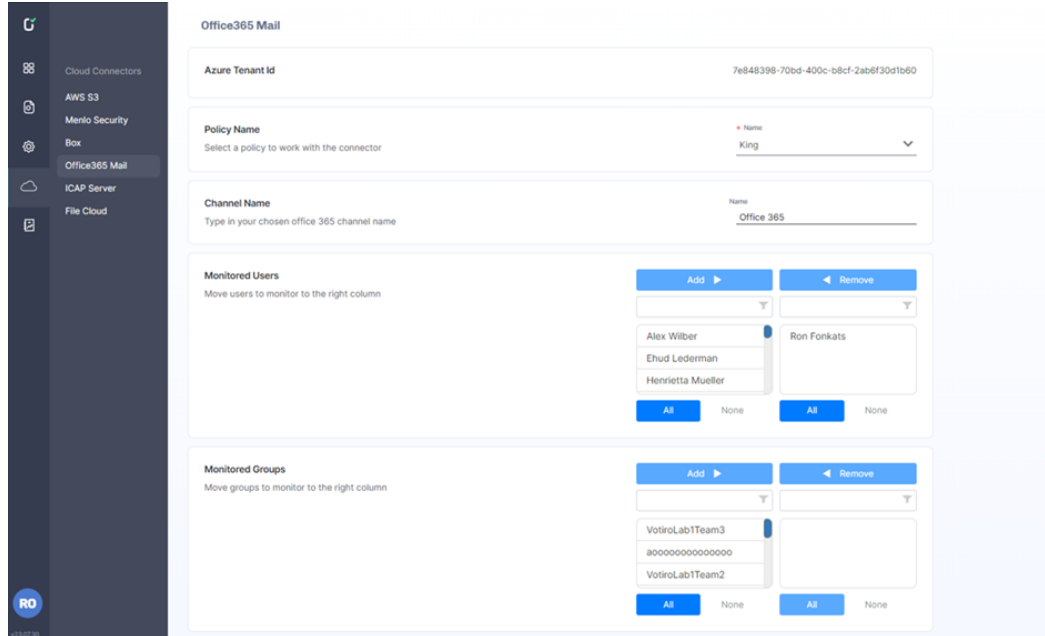 Office365 Mail
Cloud Connectors
AWS S3
Menlo Security
Box
Office365 Mail
ICAP Server
File Cloud
RO
v23.07.30
Azure Tenant Id
7e848398-70bd-400c-b8cf-2ab6f30d1b60
Policy Name
Select a policy to work with the connector
* Name
King
Channel Name
Type in your chosen office 365 channel name
Name
Office 365
Monitored Users
Move users to monitor to the right column
Add
Remove
Alex Wilber
Ron Fonkats
Ehud Lederman
Henrietta Mueller
All None All None
Monitored Groups
Move groups to monitor to the right column
Add
Remove
VotiroLab1Team3
aoooooooooooooo
VotiroLab1Team2
All None All None